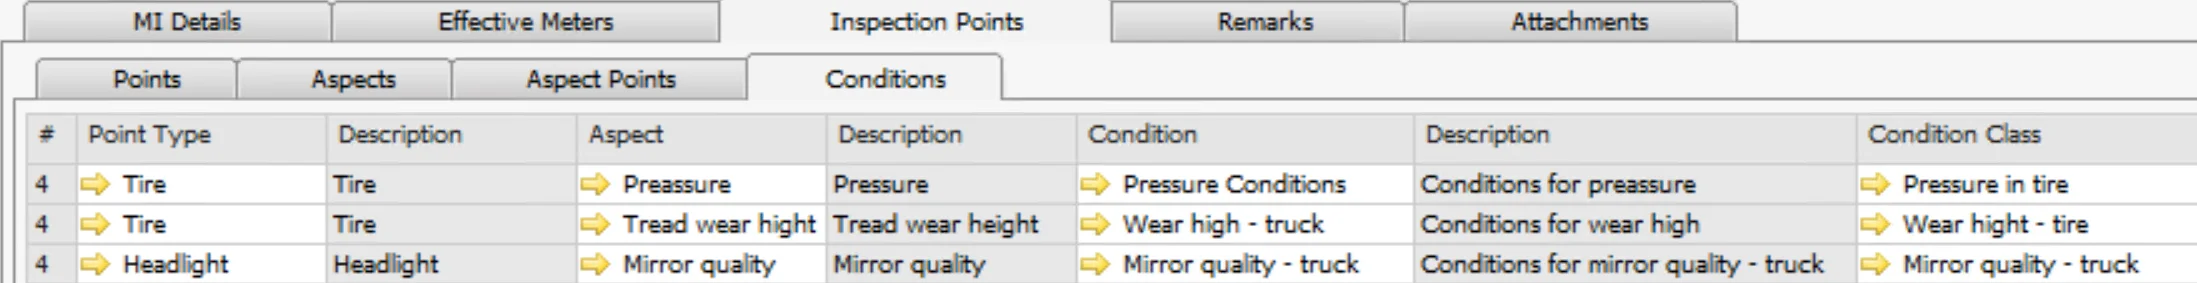 MI Details Effective Meters Inspection Points Remarks Attachments
Points Aspects Aspect Points Conditions
# Point Type Description Aspect Description Condition Description Condition Class
4 Tire Tire Preassure Pressure Pressure Conditions Conditions for preassure Pressure in tire
4 Tire Tire Tread wear hight Tread wear height Wear high - truck Conditions for wear high Wear hight - tire
4 Headlight Headlight Mirror quality Mirror quality Mirror quality - truck Conditions for mirror quality - truck Mirror quality - truck